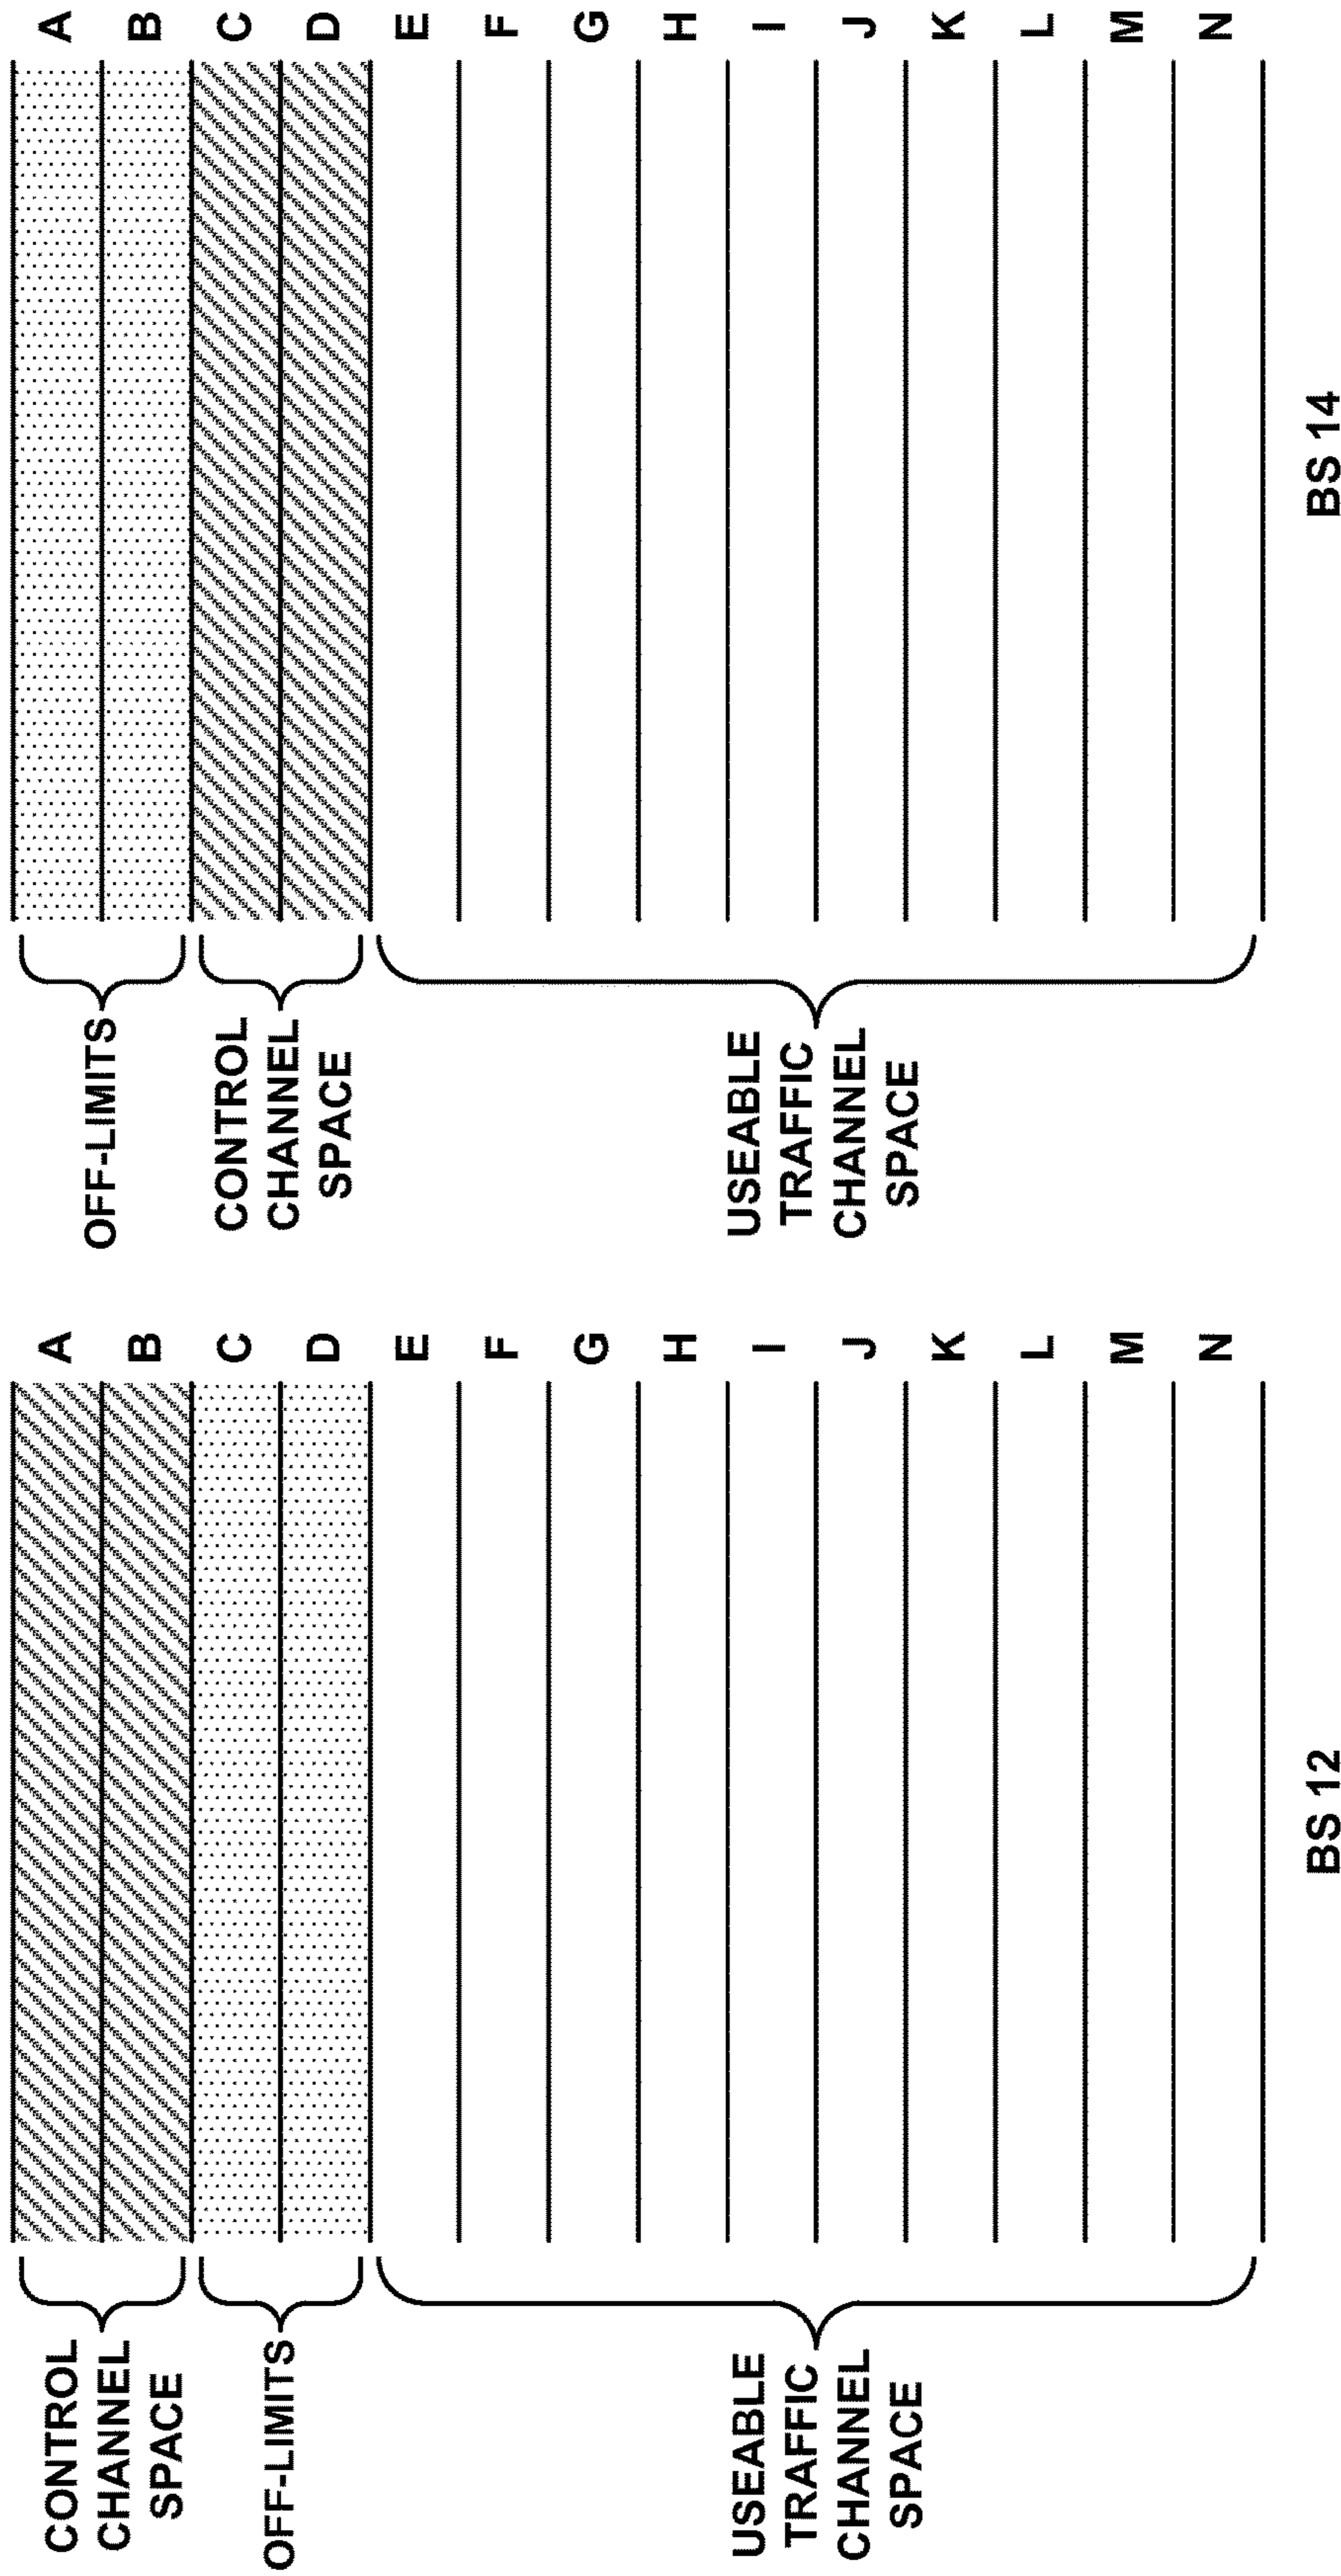 CONTROL
CHANNEL
SPACE
OFF-LIMITS
USEABLE
TRAFFIC
CHANNEL
SPACE
A
B
C
D
E
F
G
H
I
J
K
L
M
N
BS 12
OFF-LIMITS
CONTROL
CHANNEL
SPACE
USEABLE
TRAFFIC
CHANNEL
SPACE
A
B
C
D
E
F
G
H
I
J
K
L
M
N
BS 14